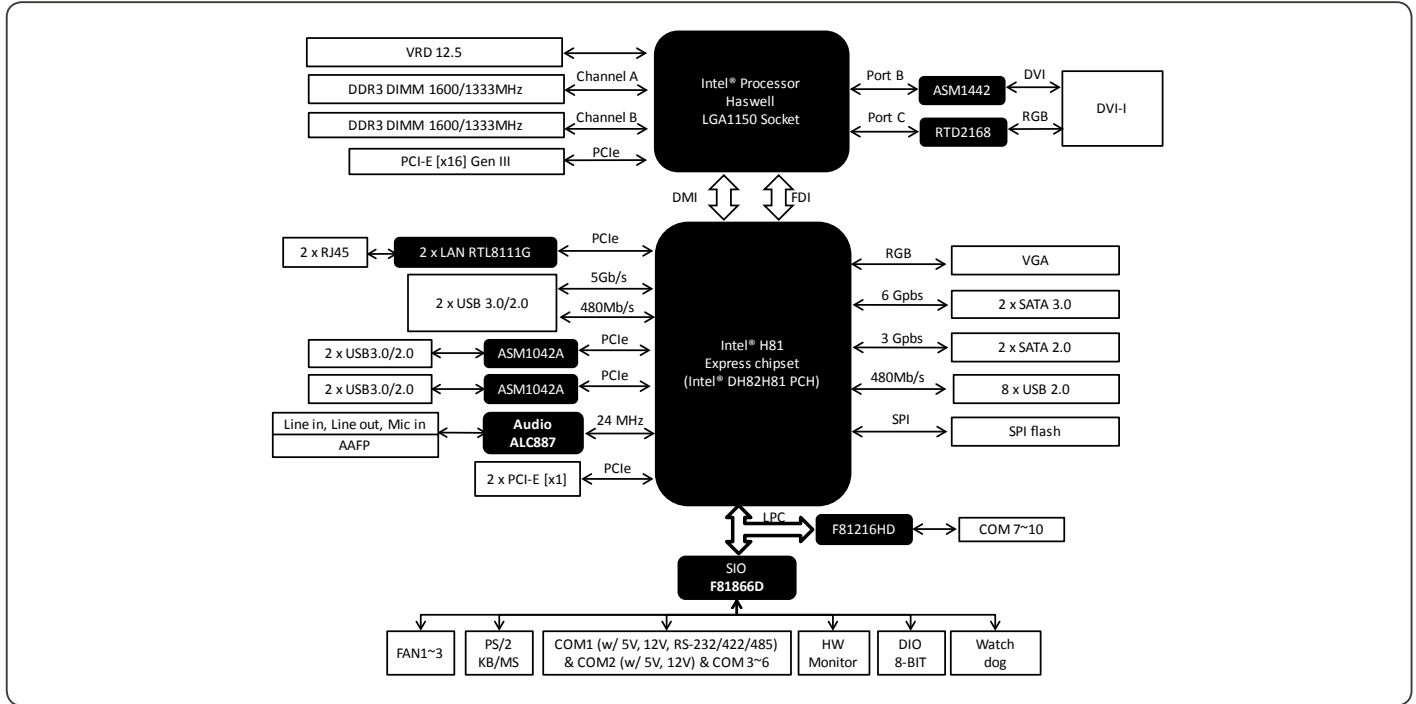 VRD 12.5
DDR3 DIMM 1600/1333MHz
Channel A
DDR3 DIMM 1600/1333MHz
Channel B
PCI-E [x16] Gen III
PCIe
Intel® Processor
Haswell
LGA1150 Socket
Port B
ASM1442
DVI
Port C
RTD2168
RGB
DVI-I
DMI
FDI
2 x RJ45
2 x LAN RTL8111G
PCIe
2 x USB 3.0/2.0
5Gb/s
480Mb/s
2 x USB3.0/2.0
ASM1042A
PCIe
2 x USB3.0/2.0
ASM1042A
PCIe
Line in, Line out, Mic in
AAFP
Audio
ALC887
24 MHz
2 x PCI-E [x1]
PCIe
Intel® H81
Express chipset
(Intel® DH82H81 PCH)
RGB
VGA
6 Gpbs
2 x SATA 3.0
3 Gpbs
2 x SATA 2.0
480Mb/s
8 x USB 2.0
SPI
SPI flash
LPC
F81216HD
COM 7~10
SIO
F81866D
FAN1~3
PS/2
KB/MS
COM1 (w/ 5V, 12V, RS-232/422/485)
& COM2 (w/ 5V, 12V) & COM 3~6
HW
Monitor
DIO
8-BIT
Watch
dog